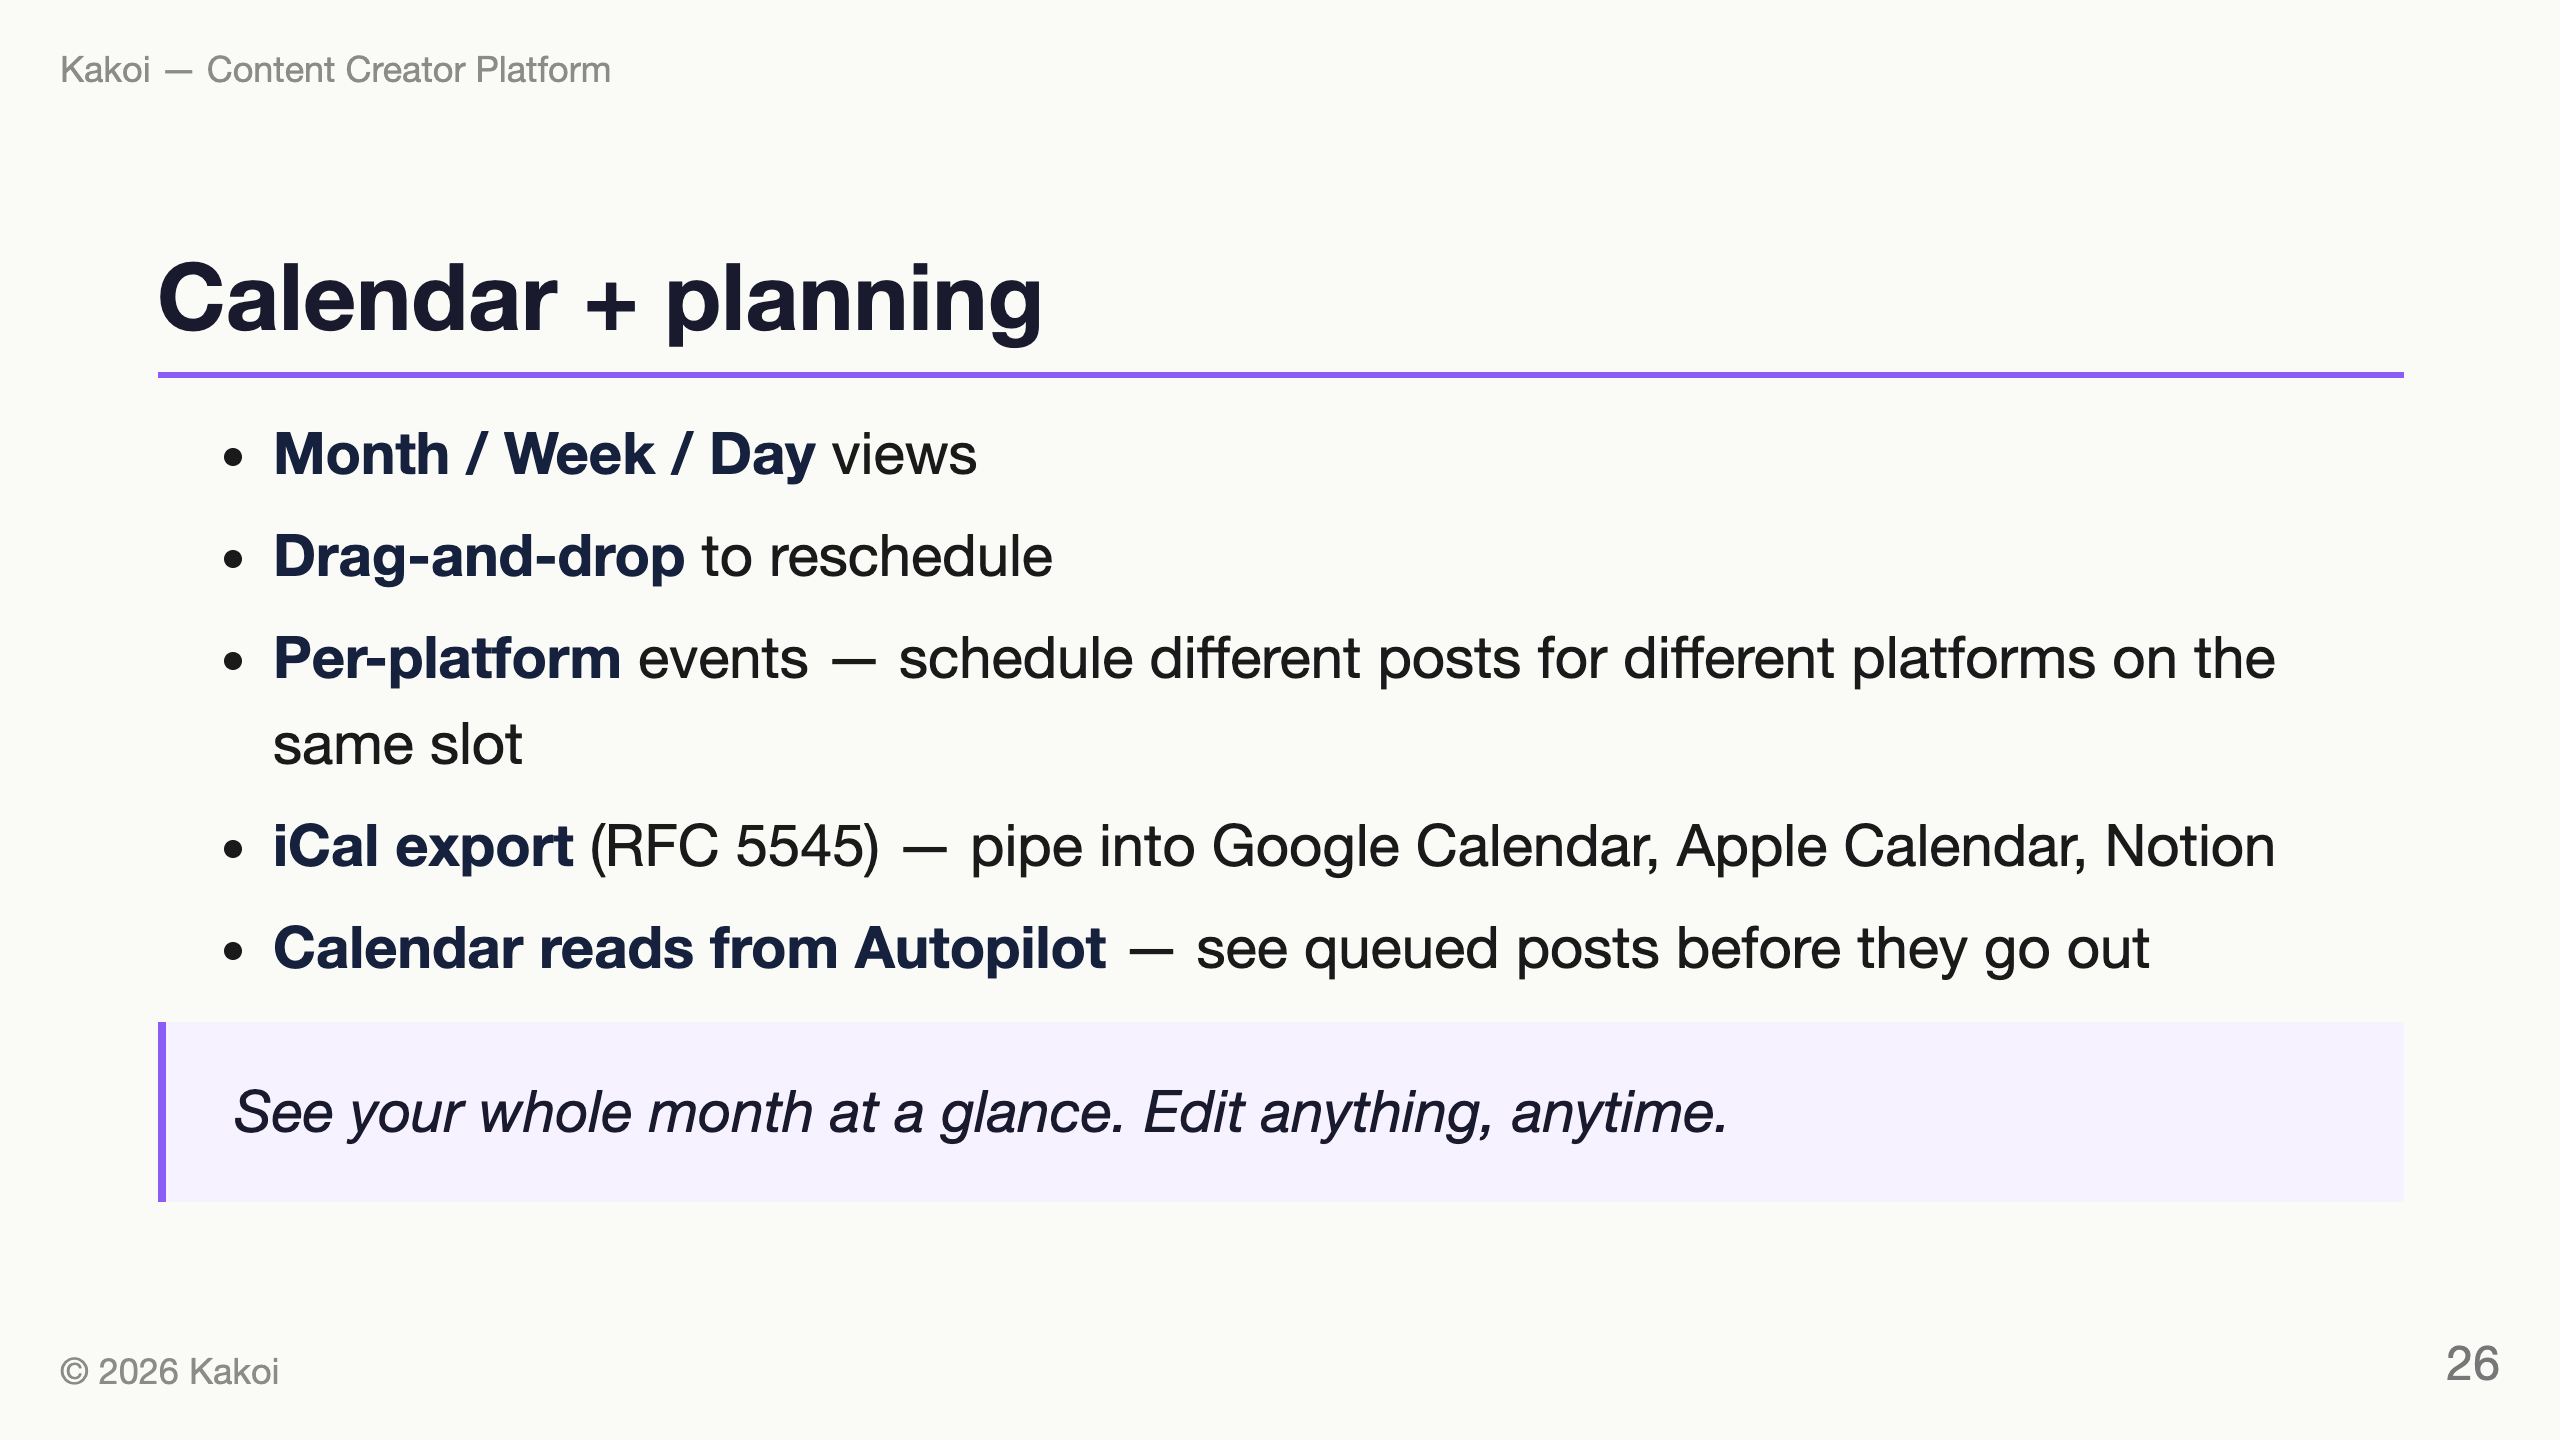 Kakoi — Content Creator Platform
Calendar + planning
• Month / Week / Day views
• Drag-and-drop to reschedule
• Per-platform events — schedule different posts for different platforms on the
same slot
• iCal export (RFC 5545) — pipe into Google Calendar, Apple Calendar, Notion
• Calendar reads from Autopilot — see queued posts before they go out
See your whole month at a glance. Edit anything, anytime.
© 2026 Kakoi
26